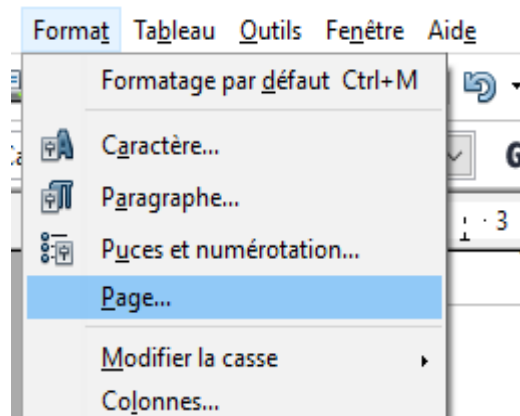 Format Tableau Outils Fenêtre Aide
Formatage par défaut Ctrl+M
Caractère...
Paragraphe...
3
Puces et numérotation...
Page...
Modifier la casse
Colonnes...